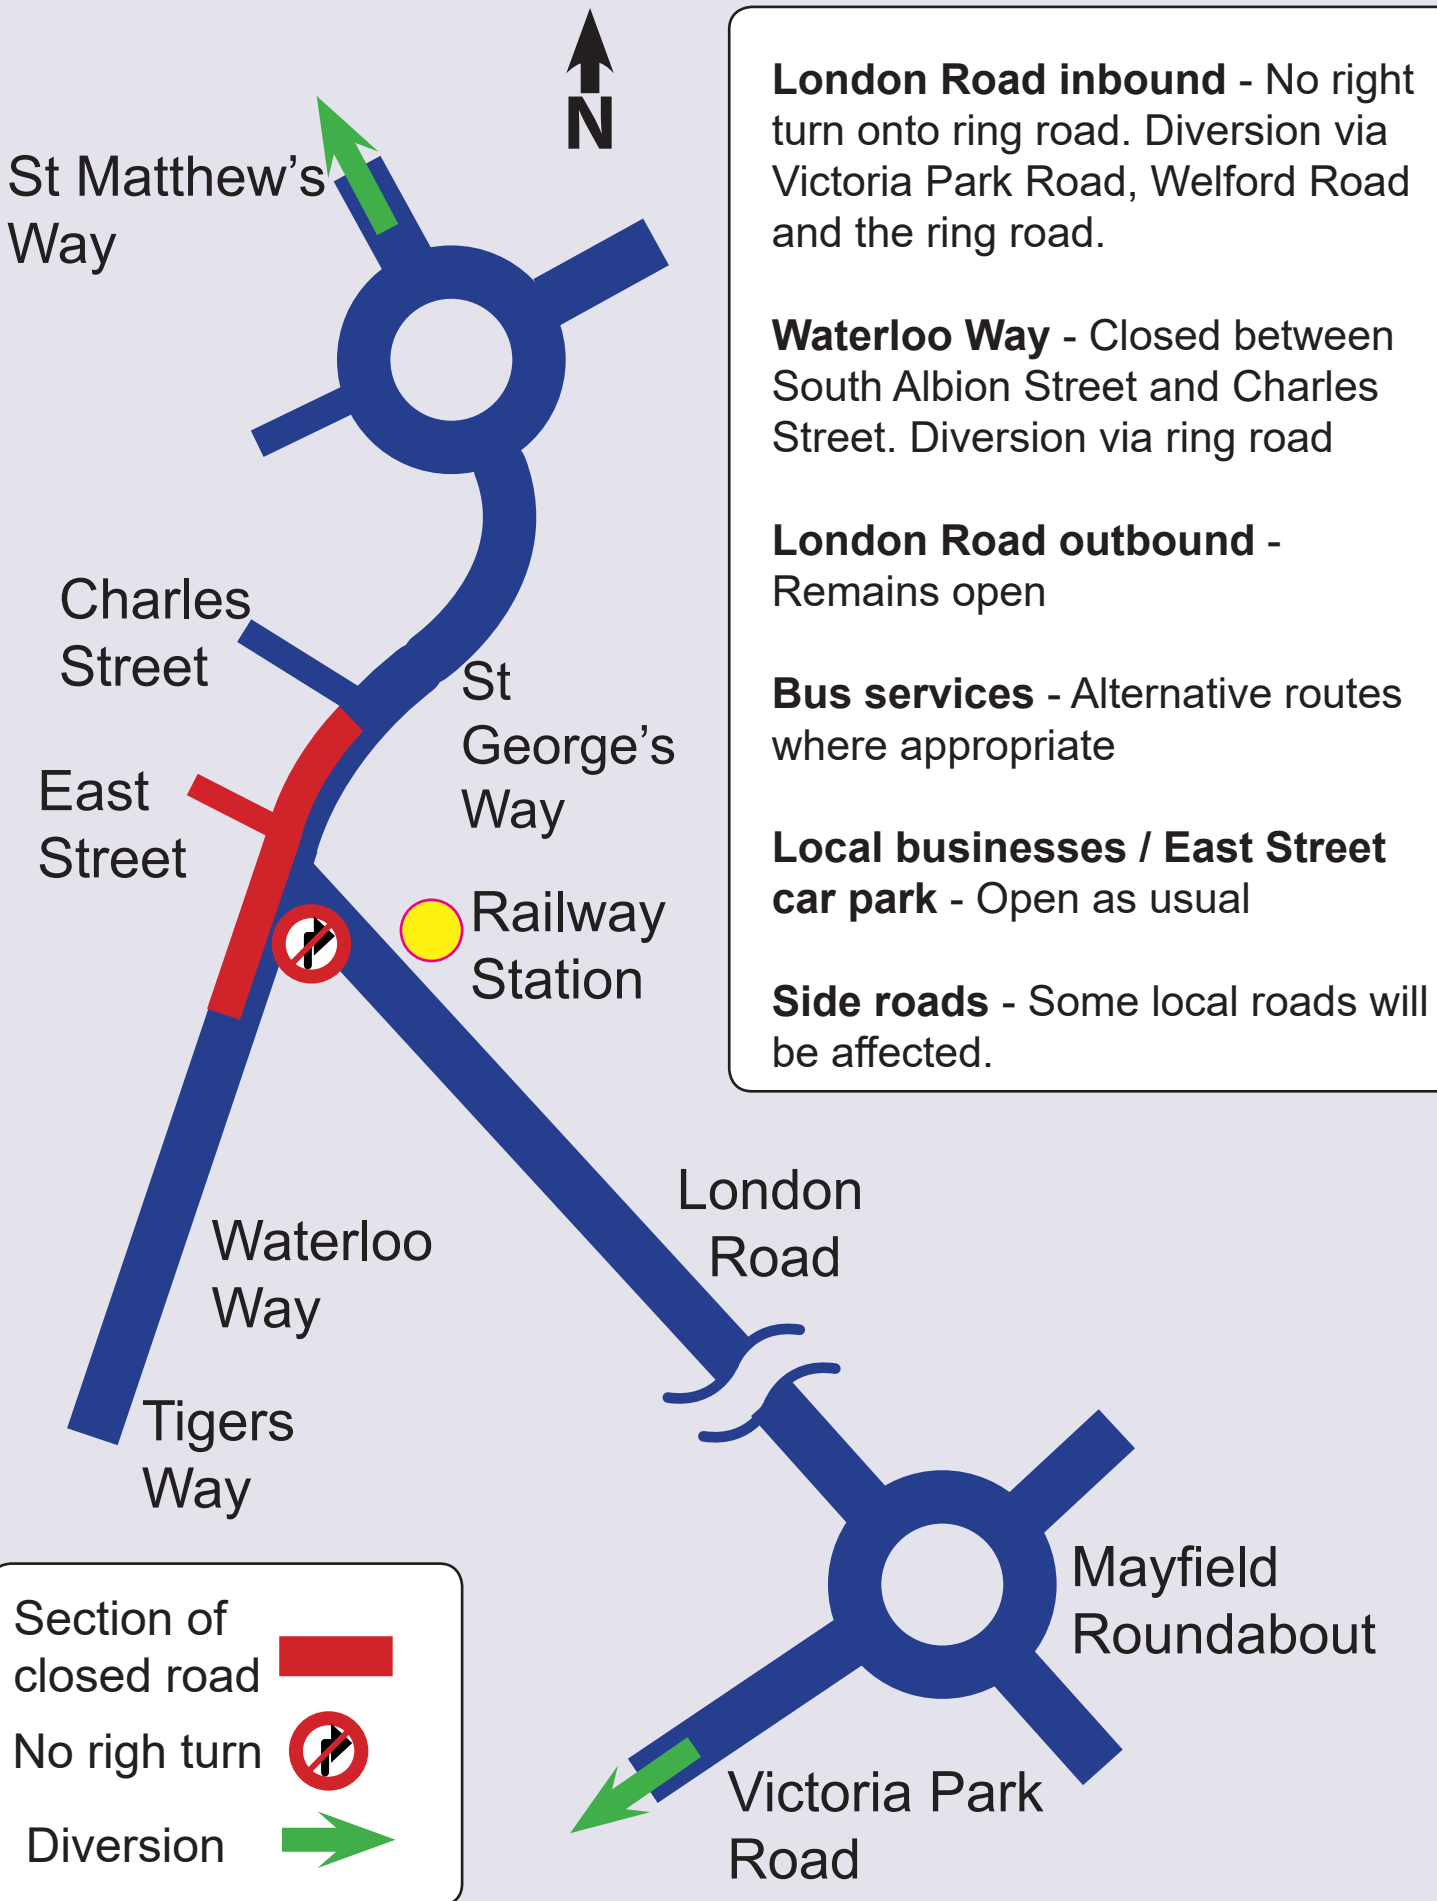 N
St Matthew’s
Way
Charles
Street
St
George’s
Way
East
Street
Railway
Station
London
Road
Waterloo
Way
Tigers
Way
Mayfield
Roundabout
Victoria Park
Road
London Road inbound - No right
turn onto ring road. Diversion via
Victoria Park Road, Welford Road
and the ring road.
Waterloo Way - Closed between
South Albion Street and Charles
Street. Diversion via ring road
London Road outbound -
Remains open
Bus services - Alternative routes
where appropriate
Local businesses / East Street
car park - Open as usual
Side roads - Some local roads will
be affected.
Section of
closed road
No righ turn
Diversion